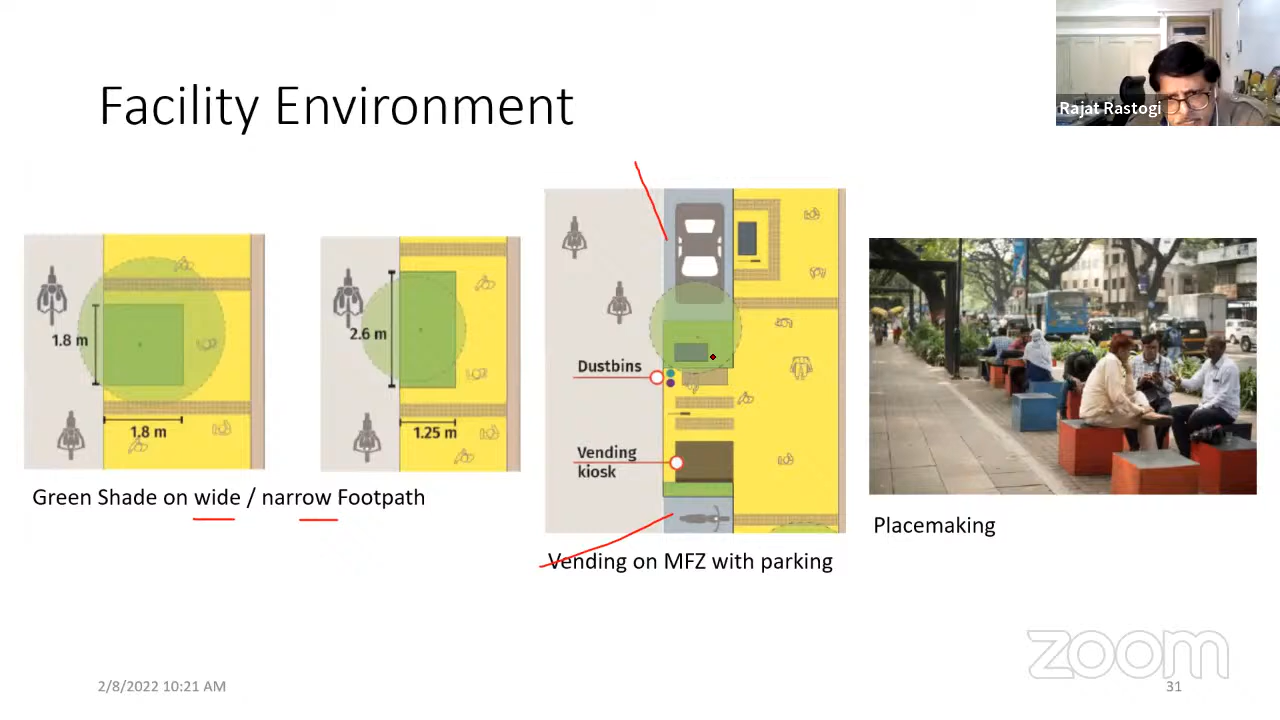 Facility Environment
Rajat Rastogi
1.8 m
1.8 m
2.6 m
1.25 m
Dustbins
Vending
kiosk
Green Shade on wide / narrow Footpath
Vending on MFZ with parking
Placemaking
zoom
2/8/2022 10:21 AM
31